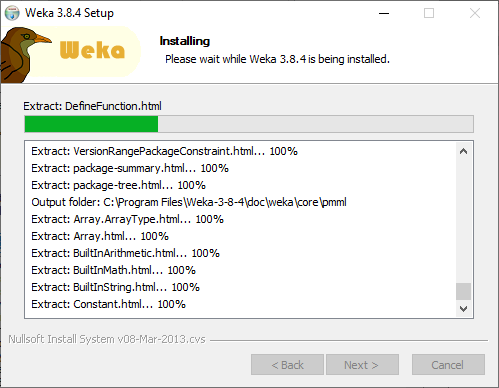 Weka 3.8.4 Setup
Weka
Installing
Please wait while Weka 3.8.4 is being installed.
Extract: DefineFunction.html
Extract: VersionRangePackageConstraint.html... 100%
Extract: package-summary.html... 100%
Extract: package-tree.html... 100%
Output folder: C:\Program Files\Weka-3-8-4\doc\weka\core\pmml
Extract: Array.ArrayType.html... 100%
Extract: Array.html... 100%
Extract: BuiltInArithmetic.html... 100%
Extract: BuiltInMath.html... 100%
Extract: BuiltInString.html... 100%
Extract: Constant.html... 100%
Nullsoft Install System v08-Mar-2013.cvs
< Back Next > Cancel